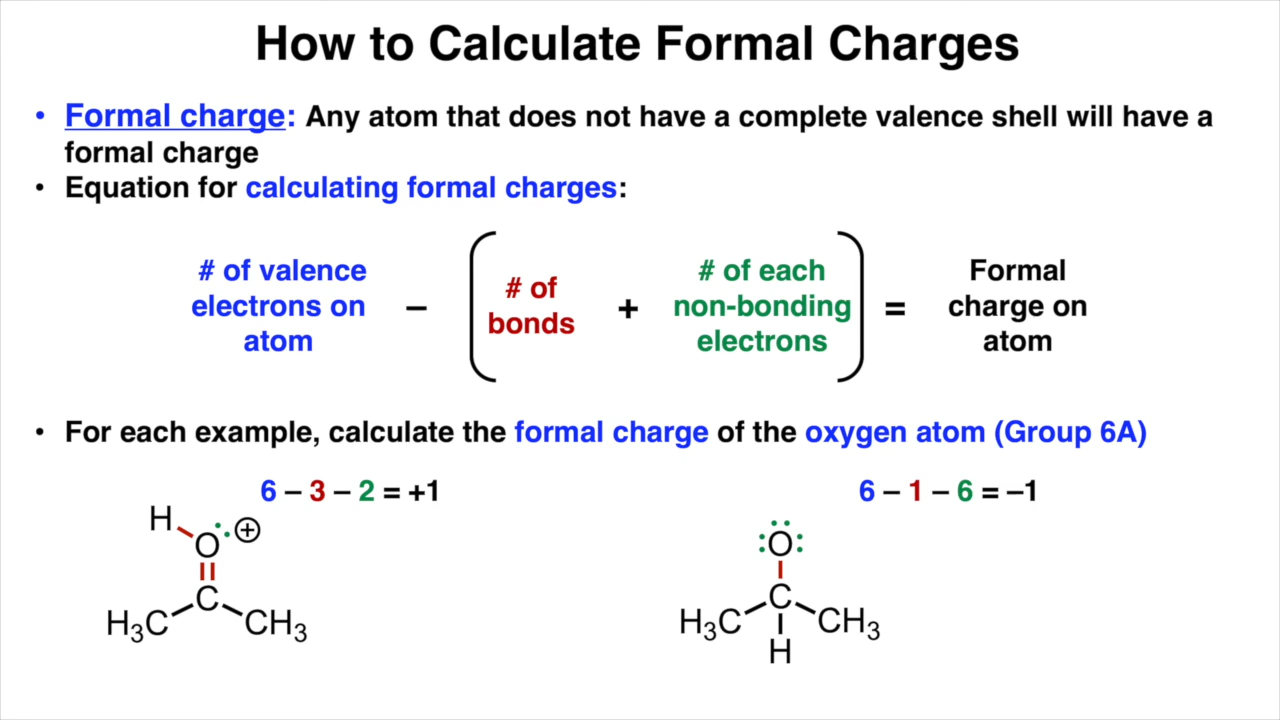 How to Calculate Formal Charges
• Formal charge: Any atom that does not have a complete valence shell will have a
formal charge
• Equation for calculating formal charges:
# of valence
electrons on
atom
–
# of
bonds
+
# of each
non-bonding
electrons
=
Formal
charge on
atom
• For each example, calculate the formal charge of the oxygen atom (Group 6A)
6 – 3 – 2 = +1
H
O +
C
H₃C CH₃
6 – 1 – 6 = –1
O
C
H₃C CH₃
H